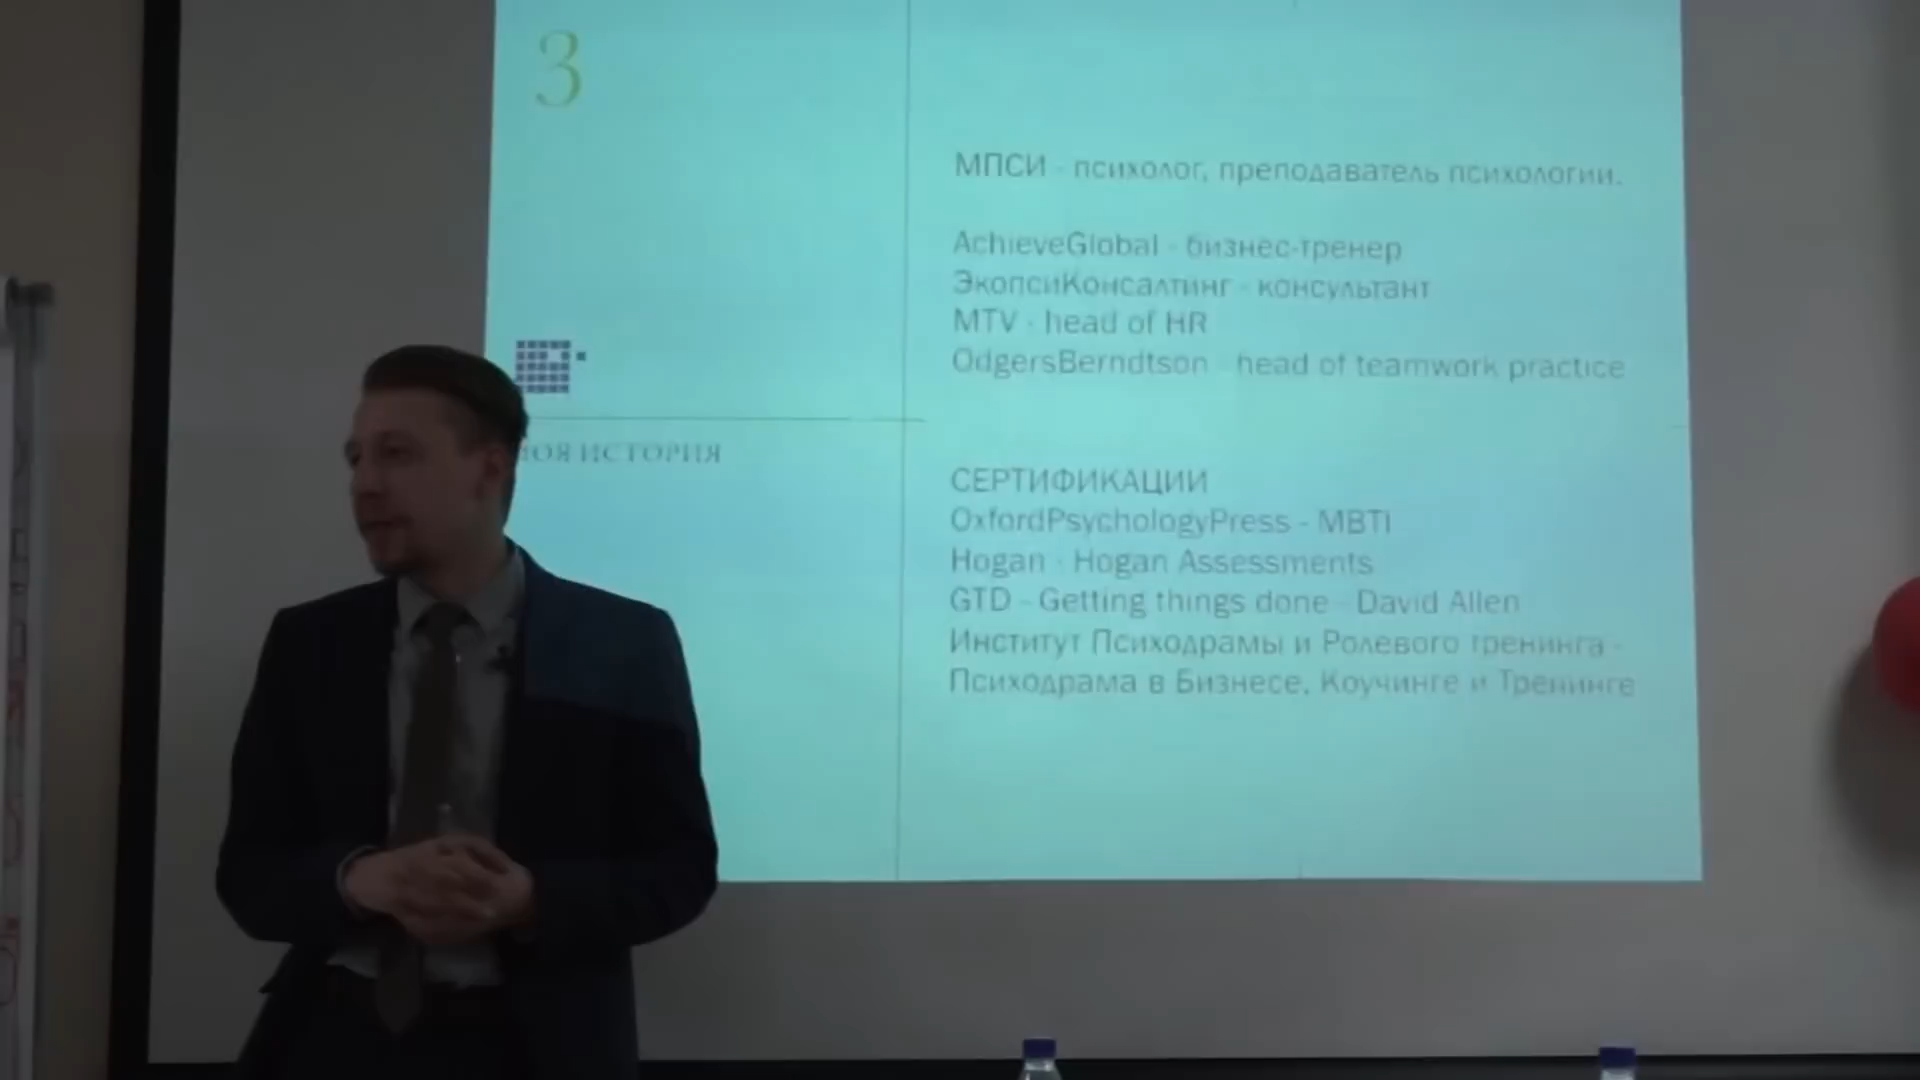 3
МПСИ - психолог, преподаватель психологии.
AchieveGlobal - бизнес-тренер
ЭкопсиКонсалтинг - консультант
MTV - head of HR
OdgersBerndtson - head of teamwork practice
МОЯ ИСТОРИЯ
СЕРТИФИКАЦИИ
OxfordPsychologyPress - MBTI
Hogan - Hogan Assessments
GTD - Getting things done - David Allen
Институт Психодрамы и Ролевого тренинга -
Психодрама в Бизнесе, Коучинге и Тренинге